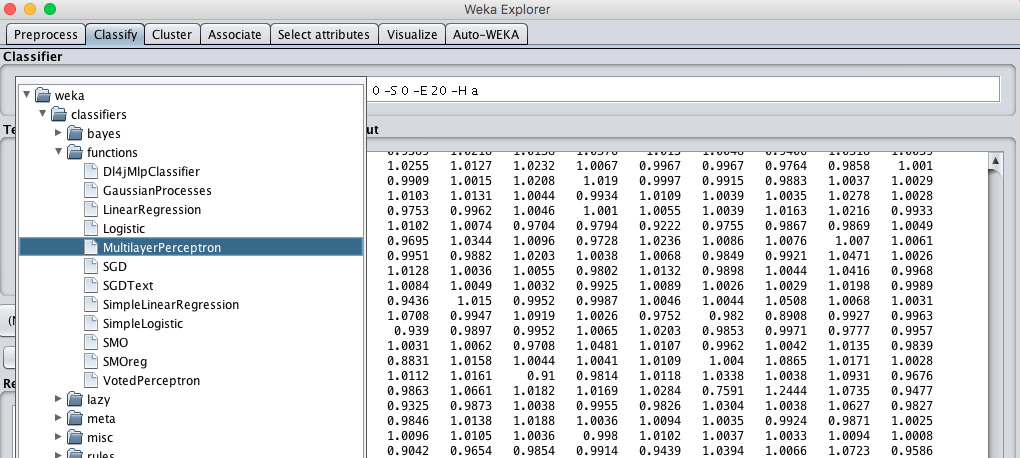 Weka Explorer
Preprocess Classify Cluster Associate Select attributes Visualize Auto-WEKA
Classifier
weka
0 -S 0 -E 20 -H a
classifiers
bayes
functions
Dl4jMlpClassifier
GaussianProcesses
LinearRegression
Logistic
MultilayerPerceptron
SGD
SGDText
SimpleLinearRegression
SimpleLogistic
SMO
SMOreg
VotedPerceptron
lazy
meta
misc
rules
Te
ut
Re
1.0255 1.0127 1.0232 1.0067 0.9967 0.9967 0.9764 0.9858 1.001
0.9909 1.0015 1.0208 1.019 0.9997 0.9915 0.9883 1.0037 1.0029
1.0103 1.0131 1.0044 0.9934 1.0109 1.0039 1.0035 1.0278 1.0028
0.9753 0.9962 1.0046 1.001 1.0055 1.0039 1.0163 1.0216 0.9933
1.0102 1.0074 0.9704 0.9794 0.9222 0.9755 0.9867 0.9869 1.0049
0.9695 1.0344 1.0096 0.9728 1.0236 1.0086 1.0076 1.007 1.0061
0.9951 0.9882 1.0203 1.0038 1.0068 0.9849 0.9921 1.0471 1.0026
1.0128 1.0036 1.0055 0.9802 1.0132 0.9898 1.0044 1.0416 0.9968
1.0084 1.0049 1.0032 0.9925 1.0089 1.0026 1.0029 1.0198 0.9989
0.9436 1.015 0.9952 0.9987 1.0046 1.0044 1.0508 1.0068 1.0031
1.0708 0.9947 1.0919 1.0026 0.9752 0.982 0.8908 0.9927 0.9963
0.939 0.9897 0.9952 1.0065 1.0203 0.9853 0.9971 0.9777 0.9957
1.0031 1.0062 0.9708 1.0481 1.0107 0.9962 1.0042 1.0135 0.9839
0.8831 1.0158 1.0044 1.0041 1.0109 1.004 1.0865 1.0171 1.0028
1.0112 1.0161 0.91 0.9814 1.0118 1.0338 1.0038 1.0931 0.9676
0.9863 1.0661 1.0182 1.0169 1.0284 0.7591 1.2444 1.0735 0.9477
0.9325 0.9873 1.0038 0.9955 0.9826 1.0304 1.0038 1.0627 0.9827
0.9846 1.0138 1.0188 1.0036 1.0094 1.0035 0.9924 0.9871 1.0025
1.0096 1.0105 1.0036 0.998 1.0102 1.0037 1.0033 1.0094 1.0008
0.9042 0.9654 0.9854 0.9914 0.9439 1.0394 1.0066 1.0723 0.9586